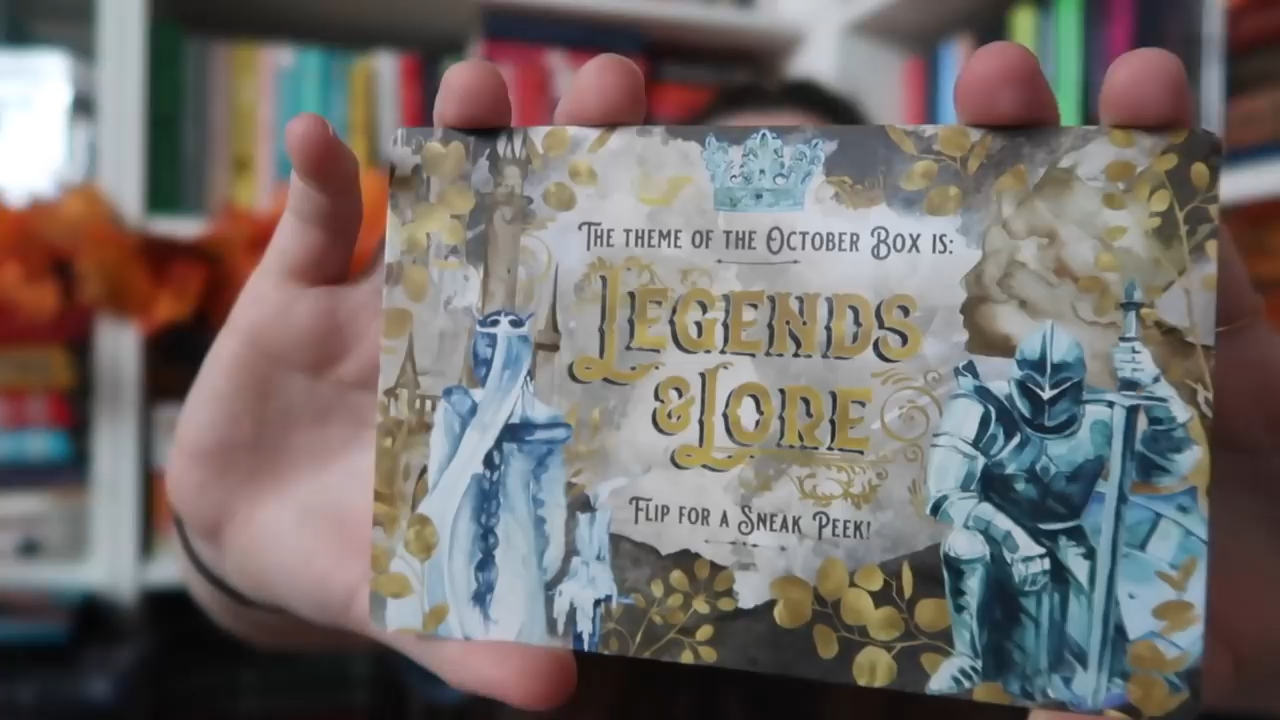 The theme of the October Box is:
Legends
& Lore
Flip for a Sneak Peek!